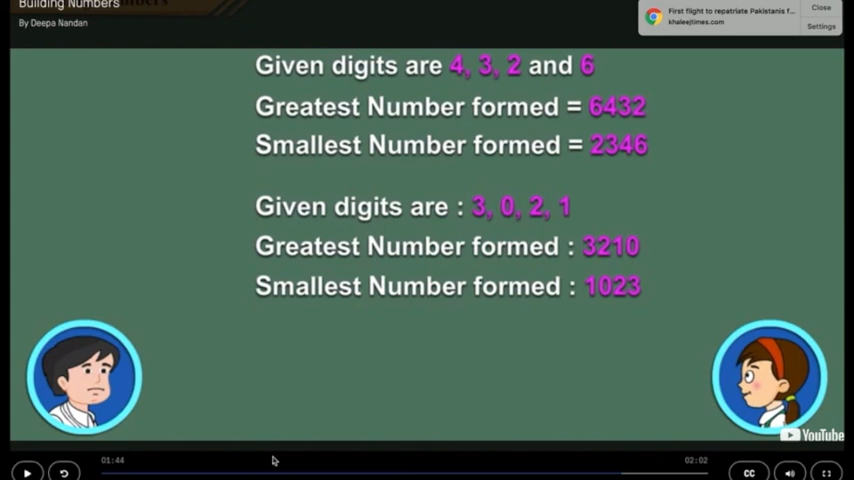 Building Numbers
By Deepa Nandan
First flight to repatriate Pakistanis f...
khaleejtimes.com
Close
Settings
Given digits are 4, 3, 2 and 6
Greatest Number formed = 6432
Smallest Number formed = 2346
Given digits are : 3, 0, 2, 1
Greatest Number formed : 3210
Smallest Number formed : 1023
YouTube
01:44
02:02
CC